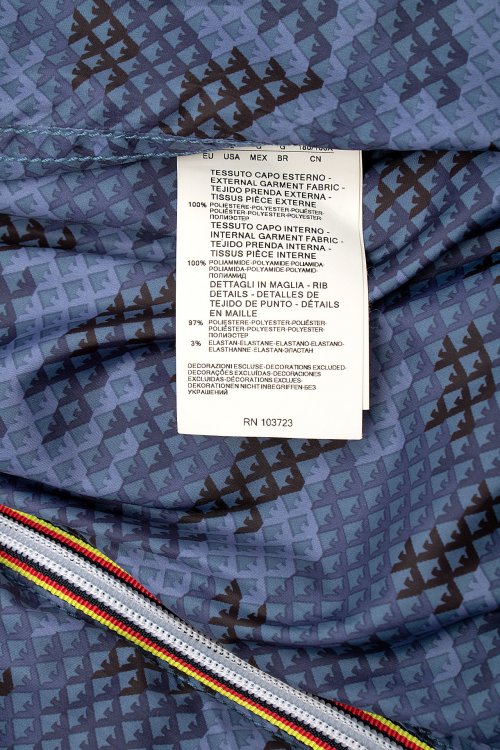 G 180/100A
EU USA MEX BR CN
TESSUTO CAPO ESTERNO -
EXTERNAL GARMENT FABRIC -
TEJIDO PRENDA EXTERNA -
TISSUS PIÈCE EXTERNE
100% POLIESTERE-POLYESTER-POLIÉSTER-
POLIÉSTER-POLYESTER-POLYESTER-
ПОЛИЭСТЕР
TESSUTO CAPO INTERNO -
INTERNAL GARMENT FABRIC -
TEJIDO PRENDA INTERNA -
TISSUS PIÈCE INTERNE
100% POLIAMMIDE-POLYAMIDE-POLIAMIDA-
POLIAMIDA-POLYAMIDE-POLYAMID-
ПОЛИАМИД
DETTAGLI IN MAGLIA - RIB
DETAILS - DETALLES DE
TEJIDO DE PUNTO - DÉTAILS
EN MAILLE
97% POLIESTERE-POLYESTER-POLIÉSTER-
POLIÉSTER-POLYESTER-POLYESTER-
ПОЛИЭСТЕР
3% ELASTAN-ELASTANE-ELASTANO-ELASTANO-
ELASTHANNE-ELASTAN-ЭЛАСТАН
DECORAZIONI ESCLUSE-DECORATIONS EXCLUDED-
DECORAÇÕES EXCLUÍDAS-DECORACIONES
EXCLUIDAS-DÉCORATIONS EXCLUES-
DEKORATIONEN NICHTINBEGRIFFEN-БЕЗ
УКРАШЕНИЙ
RN 103723